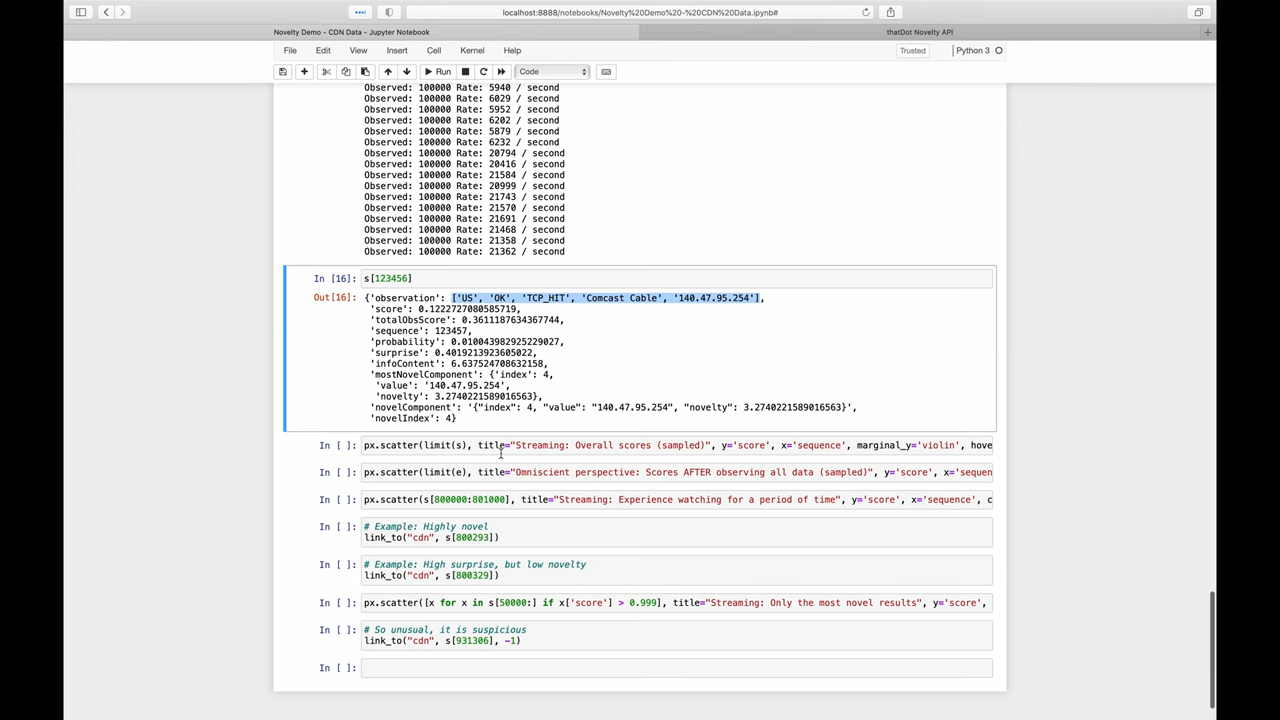 localhost:8888/notebooks/Novelty%20Demo%20-%20CDN%20Data.ipynb#
Novelty Demo - CDN Data - Jupyter Notebook
thatDot Novelty API
File Edit View Insert Cell Kernel Help
Trusted
Python 3
Run
Code
Observed: 100000 Rate: 5940 / second
Observed: 100000 Rate: 6029 / second
Observed: 100000 Rate: 5952 / second
Observed: 100000 Rate: 6202 / second
Observed: 100000 Rate: 5879 / second
Observed: 100000 Rate: 6232 / second
Observed: 100000 Rate: 20794 / second
Observed: 100000 Rate: 20416 / second
Observed: 100000 Rate: 21584 / second
Observed: 100000 Rate: 20999 / second
Observed: 100000 Rate: 21743 / second
Observed: 100000 Rate: 21570 / second
Observed: 100000 Rate: 21691 / second
Observed: 100000 Rate: 21468 / second
Observed: 100000 Rate: 21358 / second
Observed: 100000 Rate: 21362 / second
In [16]: s[123456]
Out[16]: {'observation': ['US', 'OK', 'TCP_HIT', 'Comcast Cable', '140.47.95.254'],
'score': 0.1222727080585719,
'totalObsScore': 0.3611187634367744,
'sequence': 123457,
'probability': 0.010043982925229027,
'surprise': 0.4019213923605022,
'infoContent': 6.637524708632158,
'mostNovelComponent': {'index': 4,
'value': '140.47.95.254',
'novelty': 3.2740221589016563},
'novelComponent': '{"index": 4, "value": "140.47.95.254", "novelty": 3.2740221589016563}',
'novelIndex': 4}
In [ ]: px.scatter(limit(s), title="Streaming: Overall scores (sampled)", y='score', x='sequence', marginal_y='violin', hove
In [ ]: px.scatter(limit(e), title="Omniscient perspective: Scores AFTER observing all data (sampled)", y='score', x='sequen
In [ ]: px.scatter(s[800000:801000], title="Streaming: Experience watching for a period of time", y='score', x='sequence', c
In [ ]: # Example: Highly novel
link_to("cdn", s[800293])
In [ ]: # Example: High surprise, but low novelty
link_to("cdn", s[800329])
In [ ]: px.scatter([x for x in s[50000:] if x['score'] > 0.999], title="Streaming: Only the most novel results", y='score',
In [ ]: # So unusual, it is suspicious
link_to("cdn", s[931306], -1)
In [ ]: